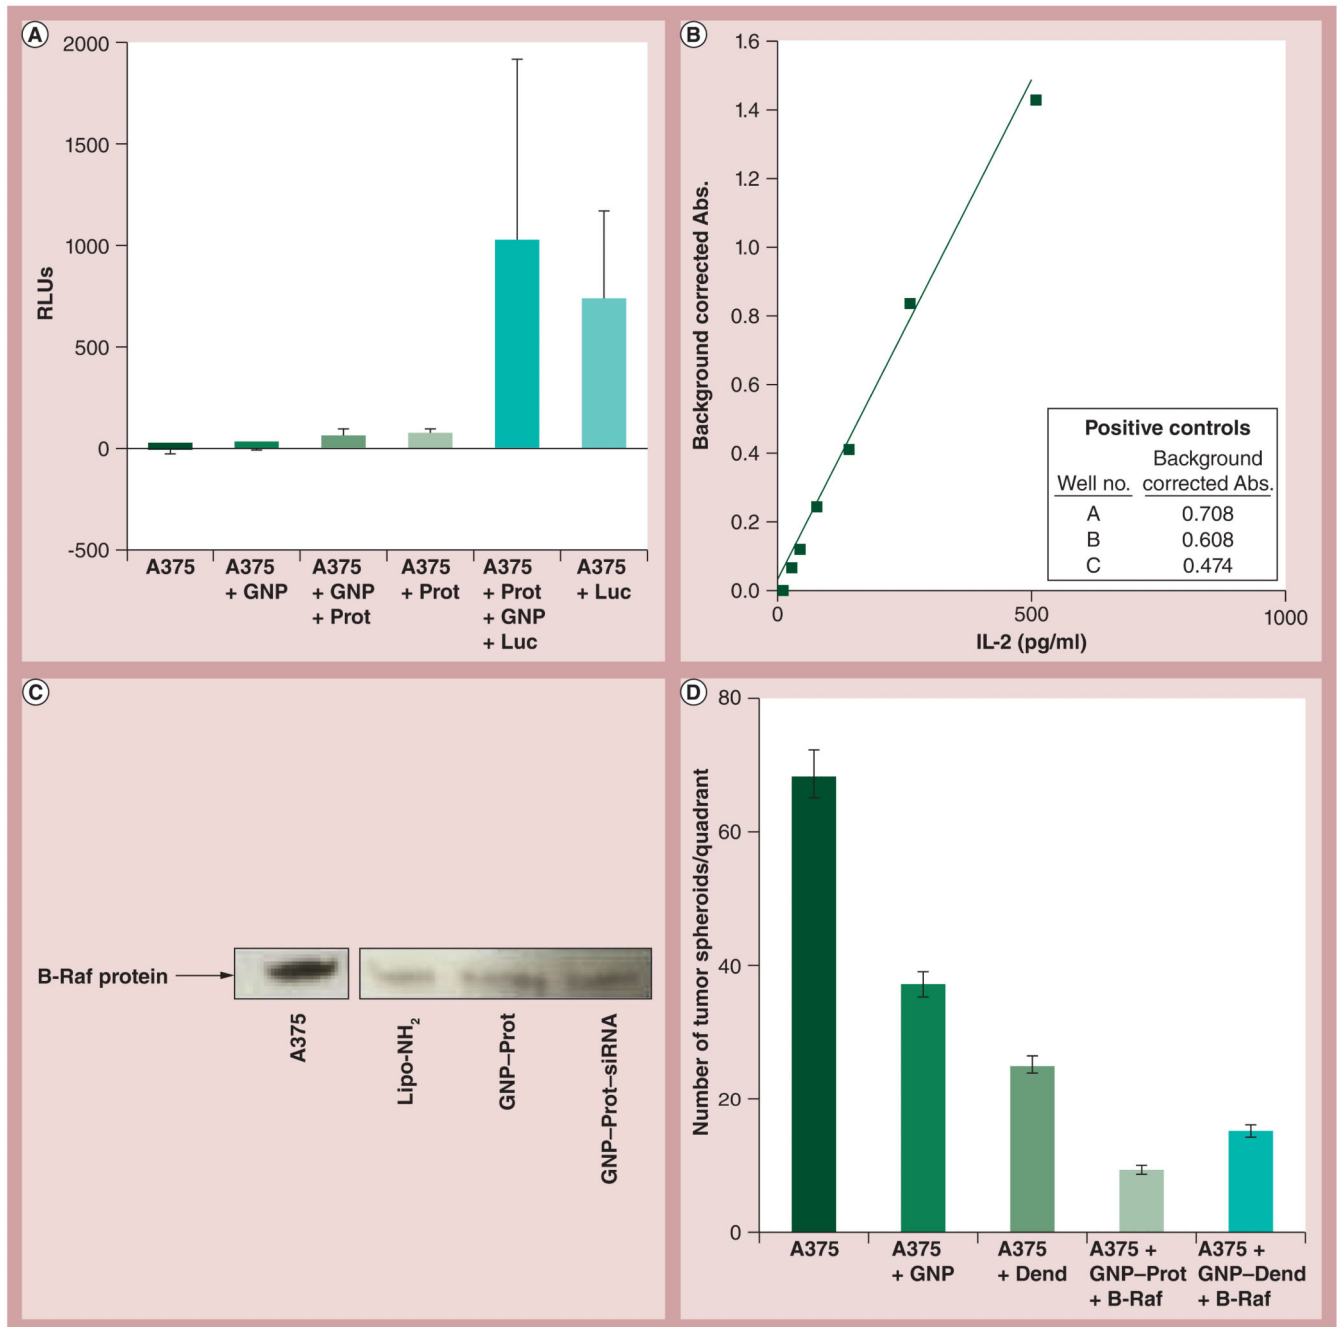 A
2000
1500
1000
500
0
-500
RLUs
A375
A375
+ GNP
A375
+ GNP
+ Prot
A375
+ Prot
A375
+ Prot
+ GNP
+ Luc
A375
+ Luc
B
1.6
1.4
1.2
1.0
0.8
0.6
0.4
0.2
0.0
Background corrected Abs.
0
500
1000
IL-2 (pg/ml)
Positive controls
Well no.
Background
corrected Abs.
A 0.708
B 0.608
C 0.474
C
B-Raf protein
A375
Lipo-NH₂
GNP–Prot
GNP–Prot–siRNA
D
80
60
40
20
0
Number of tumor spheroids/quadrant
A375
A375
+ GNP
A375
+ Dend
A375 +
GNP–Prot
+ B-Raf
A375 +
GNP–Dend
+ B-Raf